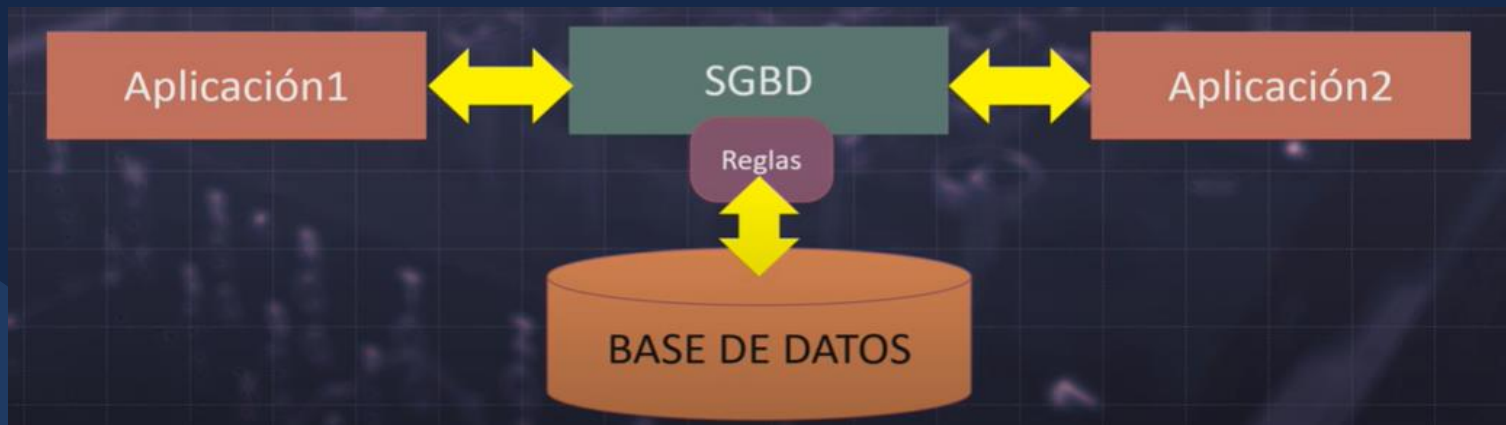 Aplicación1
SGBD
Aplicación2
Reglas
BASE DE DATOS